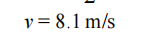 v = 8.1 m/s